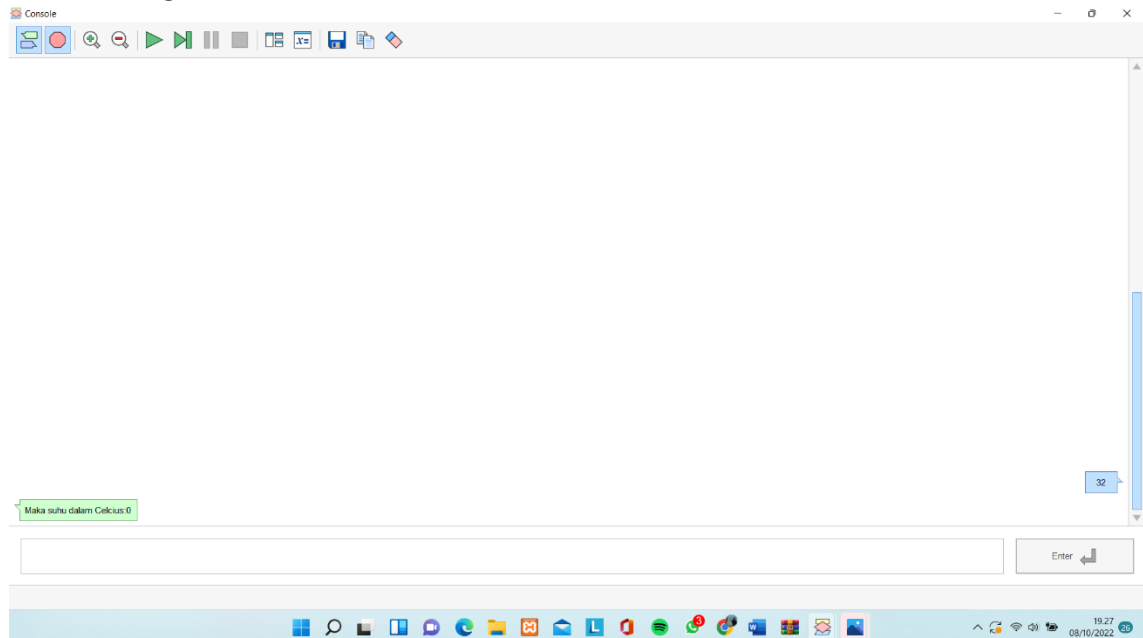 Console
x=
32
Maka suhu dalam Celcius:0
Enter
3
L
W
19.27
08/10/2022
26